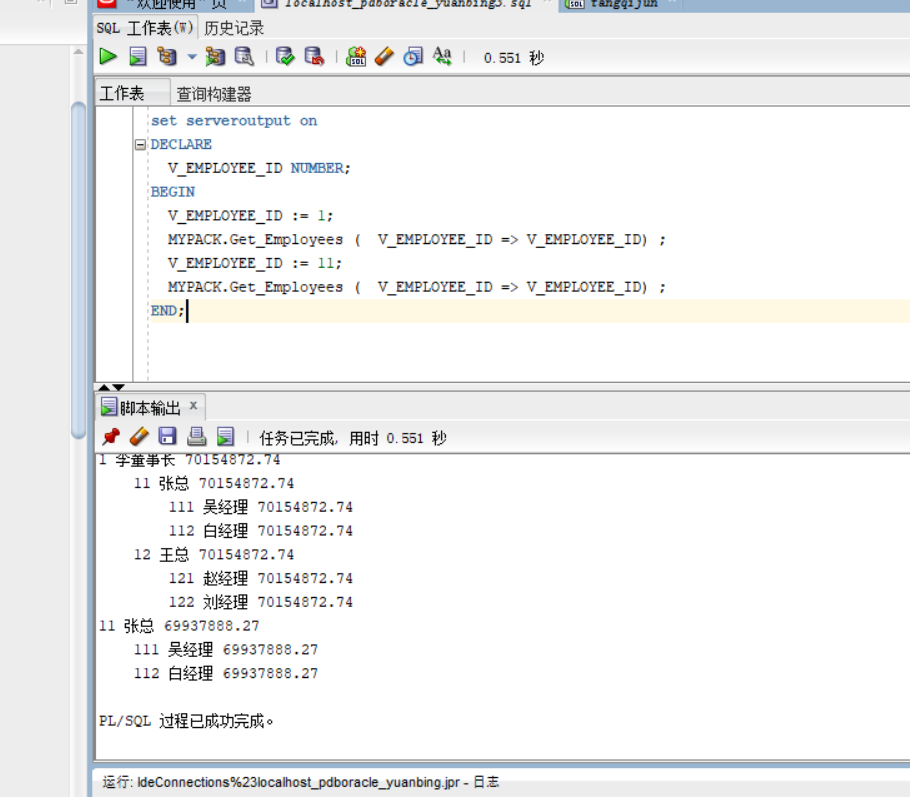 "欢迎使用"页 localhost_pdboracle_yuanbing3.sql tangqijun
SQL 工作表(W) 历史记录
0.551 秒
工作表 查询构建器
set serveroutput on
DECLARE
V_EMPLOYEE_ID NUMBER;
BEGIN
V_EMPLOYEE_ID := 1;
MYPACK.Get_Employees (  V_EMPLOYEE_ID => V_EMPLOYEE_ID) ;
V_EMPLOYEE_ID := 11;
MYPACK.Get_Employees (  V_EMPLOYEE_ID => V_EMPLOYEE_ID) ;
END;
脚本输出 x
任务已完成, 用时 0.551 秒
1 李董事长 70154872.74
11 张总 70154872.74
111 吴经理 70154872.74
112 白经理 70154872.74
12 王总 70154872.74
121 赵经理 70154872.74
122 刘经理 70154872.74
11 张总 69937888.27
111 吴经理 69937888.27
112 白经理 69937888.27
PL/SQL 过程已成功完成。
运行: IdeConnections%23localhost_pdboracle_yuanbing.jpr - 日志